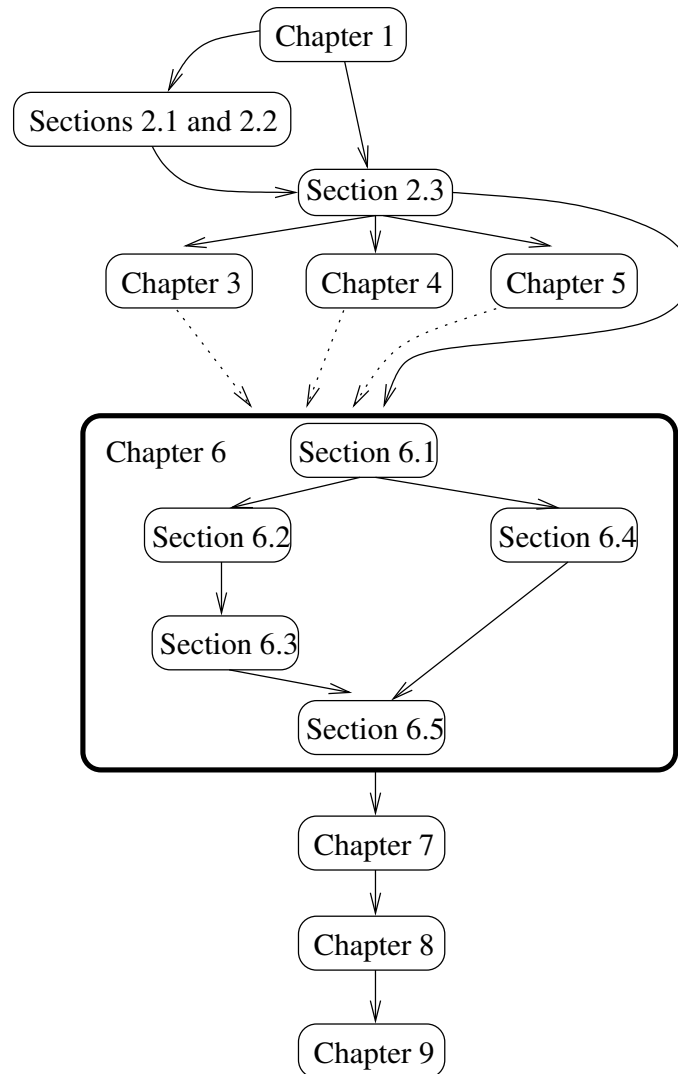 Chapter 1
Sections 2.1 and 2.2
Section 2.3
Chapter 3
Chapter 4
Chapter 5
Chapter 6
Section 6.1
Section 6.2
Section 6.4
Section 6.3
Section 6.5
Chapter 7
Chapter 8
Chapter 9